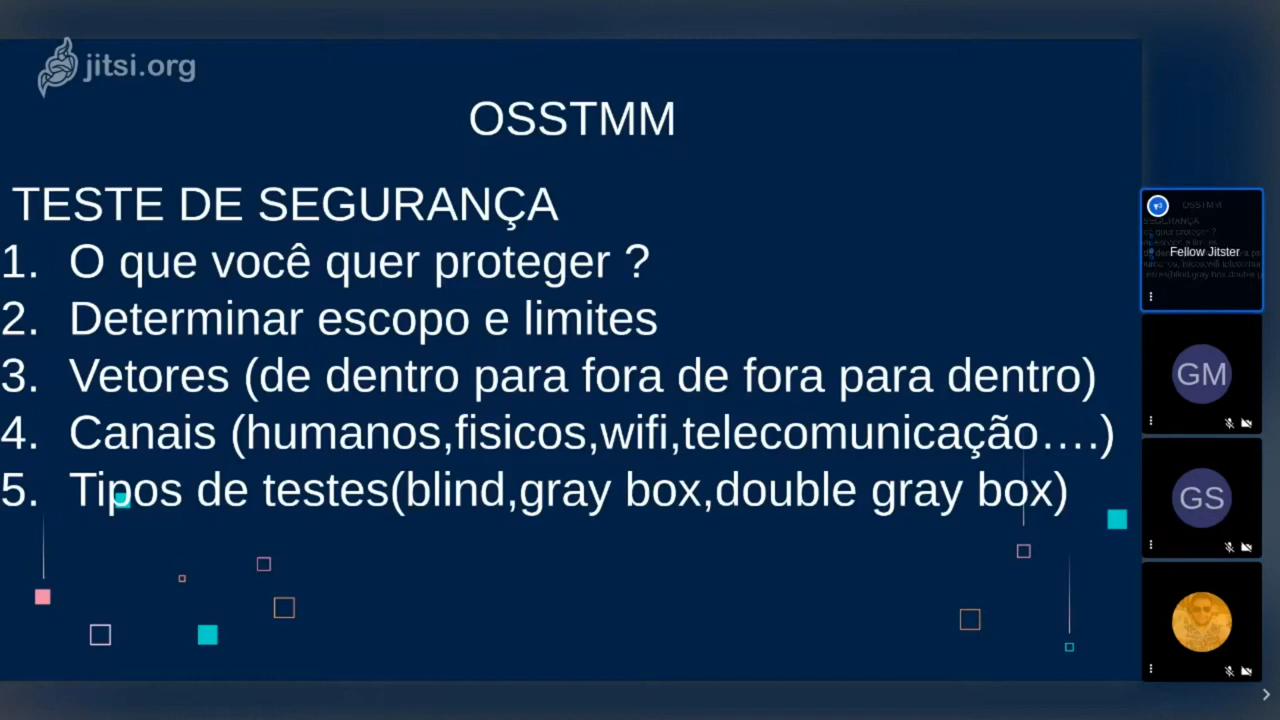 jitsi.org
OSSTMM
TESTE DE SEGURANÇA
1. O que você quer proteger ?
2. Determinar escopo e limites
3. Vetores (de dentro para fora de fora para dentro)
4. Canais (humanos,fisicos,wifi,telecomunicação....)
5. Tipos de testes(blind,gray box,double gray box)
Fellow Jitster
GM
GS